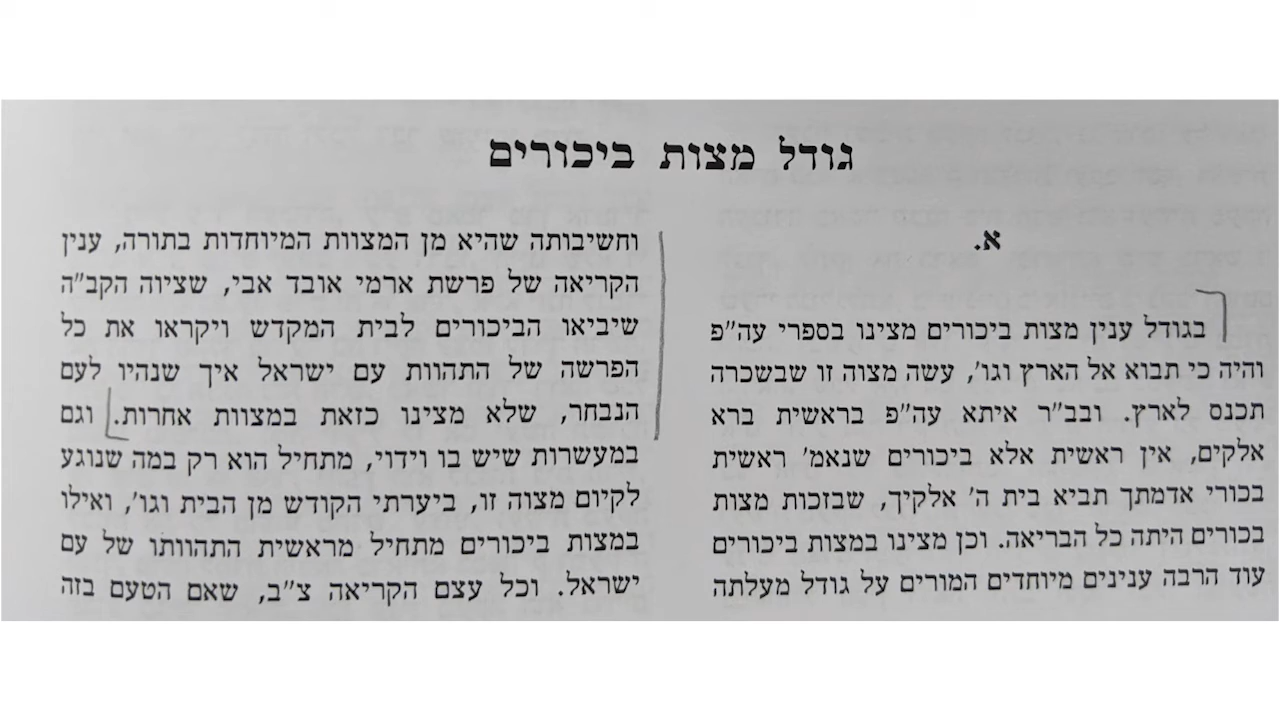 גודל מצות ביכורים
א.
בגודל ענין מצות ביכורים מצינו בספרי עה"פ
והיה כי תבוא אל הארץ וגו', עשה מצוה זו שבשכרה
תכנס לארץ. ובב"ר איתא עה"פ בראשית ברא
אלקים, אין ראשית אלא ביכורים שנאמ' ראשית
בכורי אדמתך תביא בית ה' אלקיך, שבזכות מצות
בכורים היתה כל הבריאה. וכן מצינו במצות ביכורים
עוד הרבה ענינים מיוחדים המורים על גודל מעלתה
וחשיבותה שהיא מן המצוות המיוחדות בתורה, ענין
הקריאה של פרשת ארמי אובד אבי, שציוה הקב"ה
שיביאו הביכורים לבית המקדש ויקראו את כל
הפרשה של התהוות עם ישראל איך שנהיו לעם
הנבחר, שלא מצינו כזאת במצוות אחרות. וגם
במעשרות שיש בו וידוי, מתחיל הוא רק במה שנוגע
לקיום מצוה זו, ביערתי הקודש מן הבית וגו', ואילו
במצות ביכורים מתחיל מראשית התהוותו של עם
ישראל. וכל עצם הקריאה צ"ב, שאם הטעם בזה